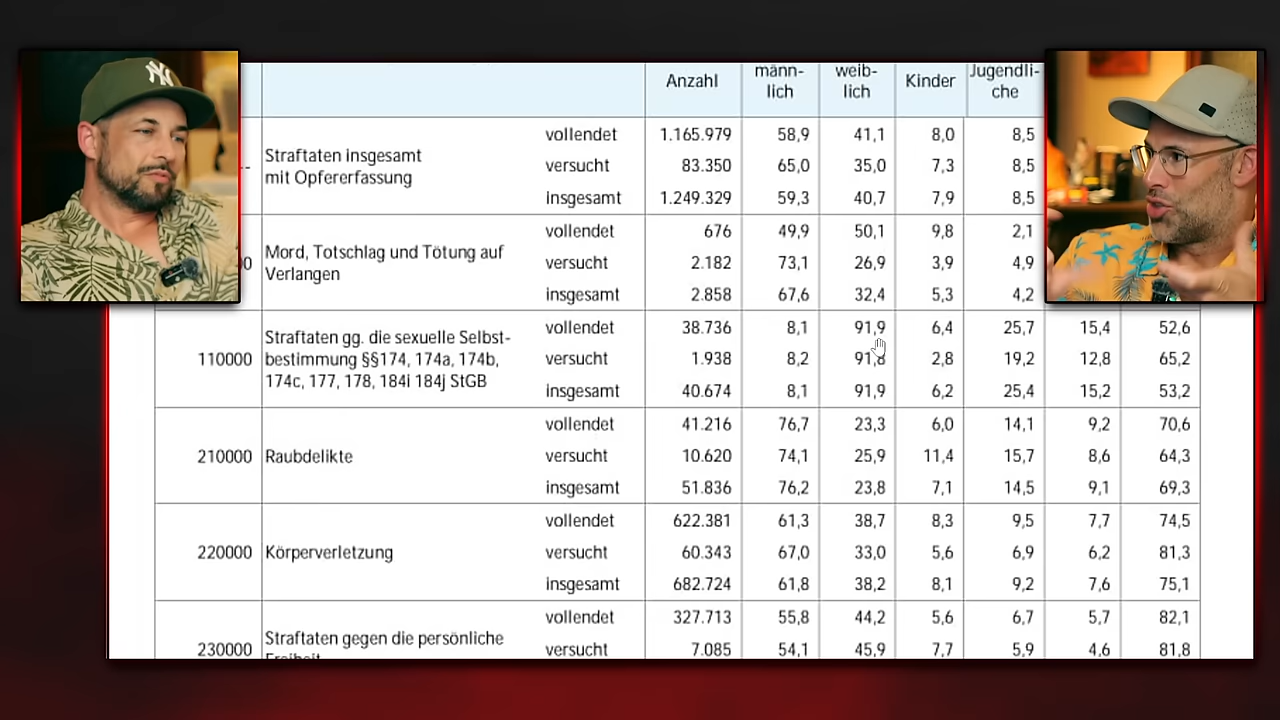 Anzahl männ- weib- Kinder Jugendli-
lich lich che
Straftaten insgesamt
mit Opfererfassung
vollendet 1.165.979 58,9 41,1 8,0 8,5
versucht 83.350 65,0 35,0 7,3 8,5
insgesamt 1.249.329 59,3 40,7 7,9 8,5
Mord, Totschlag und Tötung auf
Verlangen
vollendet 676 49,9 50,1 9,8 2,1
versucht 2.182 73,1 26,9 3,9 4,9
insgesamt 2.858 67,6 32,4 5,3 4,2
110000
Straftaten gg. die sexuelle Selbst-
bestimmung §§174, 174a, 174b,
174c, 177, 178, 184i 184j StGB
vollendet 38.736 8,1 91,9 6,4 25,7 15,4 52,6
versucht 1.938 8,2 91,8 2,8 19,2 12,8 65,2
insgesamt 40.674 8,1 91,9 6,2 25,4 15,2 53,2
210000 Raubdelikte
vollendet 41.216 76,7 23,3 6,0 14,1 9,2 70,6
versucht 10.620 74,1 25,9 11,4 15,7 8,6 64,3
insgesamt 51.836 76,2 23,8 7,1 14,5 9,1 69,3
220000 Körperverletzung
vollendet 622.381 61,3 38,7 8,3 9,5 7,7 74,5
versucht 60.343 67,0 33,0 5,6 6,9 6,2 81,3
insgesamt 682.724 61,8 38,2 8,1 9,2 7,6 75,1
230000
Straftaten gegen die persönliche
Freiheit
vollendet 327.713 55,8 44,2 5,6 6,7 5,7 82,1
versucht 7.085 54,1 45,9 7,7 5,9 4,6 81,8